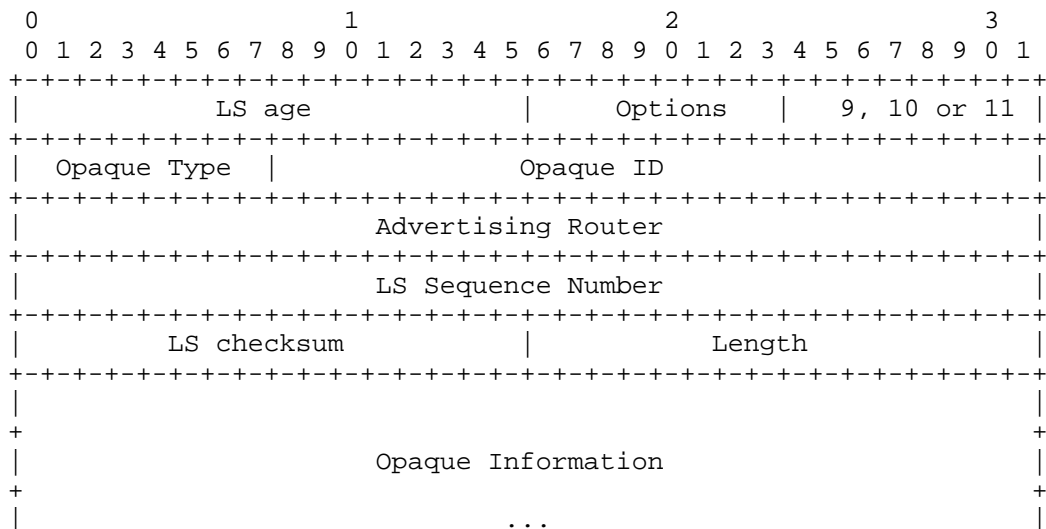 0                   1                   2                   3
 0 1 2 3 4 5 6 7 8 9 0 1 2 3 4 5 6 7 8 9 0 1 2 3 4 5 6 7 8 9 0 1
+-+-+-+-+-+-+-+-+-+-+-+-+-+-+-+-+-+-+-+-+-+-+-+-+-+-+-+-+-+-+-+-+
|            LS age             |     Options   |   9, 10 or 11 |
+-+-+-+-+-+-+-+-+-+-+-+-+-+-+-+-+-+-+-+-+-+-+-+-+-+-+-+-+-+-+-+-+
|  Opaque Type  |               Opaque ID                       |
+-+-+-+-+-+-+-+-+-+-+-+-+-+-+-+-+-+-+-+-+-+-+-+-+-+-+-+-+-+-+-+-+
|                      Advertising Router                       |
+-+-+-+-+-+-+-+-+-+-+-+-+-+-+-+-+-+-+-+-+-+-+-+-+-+-+-+-+-+-+-+-+
|                      LS Sequence Number                       |
+-+-+-+-+-+-+-+-+-+-+-+-+-+-+-+-+-+-+-+-+-+-+-+-+-+-+-+-+-+-+-+-+
|         LS checksum           |           Length              |
+-+-+-+-+-+-+-+-+-+-+-+-+-+-+-+-+-+-+-+-+-+-+-+-+-+-+-+-+-+-+-+-+
|                                                               |
+                                                               +
|                      Opaque Information                       |
+                                                               +
|                              ...                              |